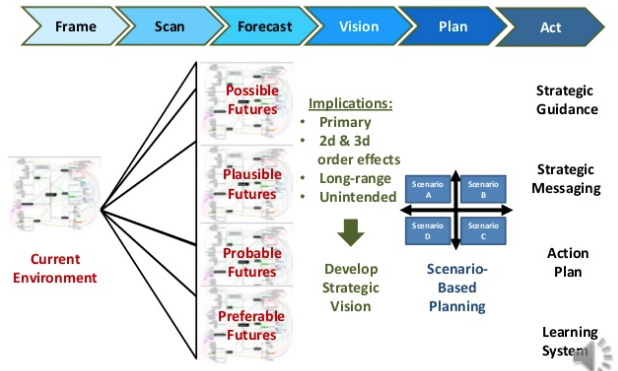 Frame
Scan
Forecast
Vision
Plan
Act
Possible
Futures
Plausible
Futures
Probable
Futures
Preferable
Futures
Current
Environment
Implications:
• Primary
• 2d & 3d
order effects
• Long-range
• Unintended
Develop
Strategic
Vision
Scenario
A
Scenario
B
Scenario
D
Scenario
C
Scenario-
Based
Planning
Strategic
Guidance
Strategic
Messaging
Action
Plan
Learning
System